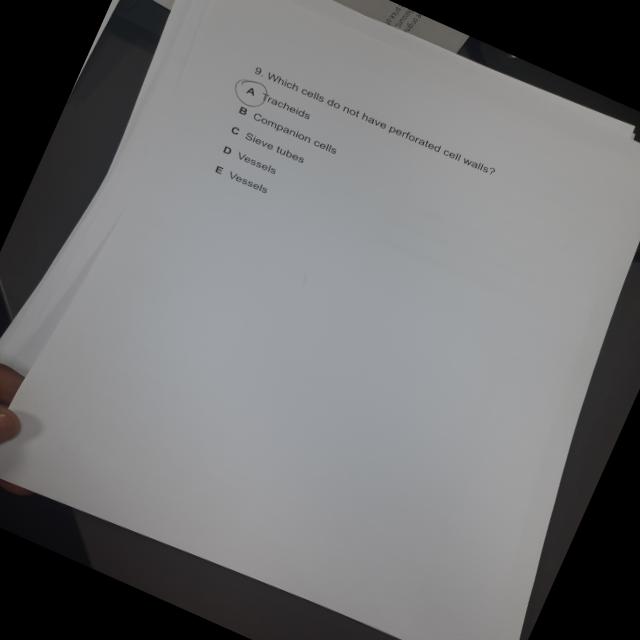 9. Which cells do not have perforated cell walls?
A Tracheids
B Companion cells
C Sieve tubes
D Vessels
E Vessels